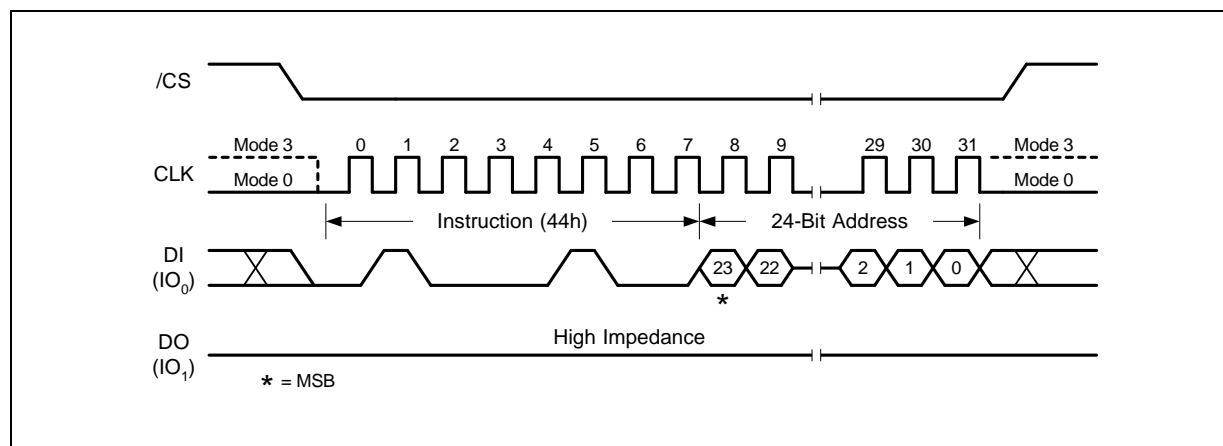 /CS
Mode 3 0 1 2 3 4 5 6 7 8 9 29 30 31 Mode 3
CLK
Mode 0 Mode 0
Instruction (44h) 24-Bit Address
DI
(IO0)
23 22 2 1 0
*
DO
(IO1)
High Impedance
* = MSB